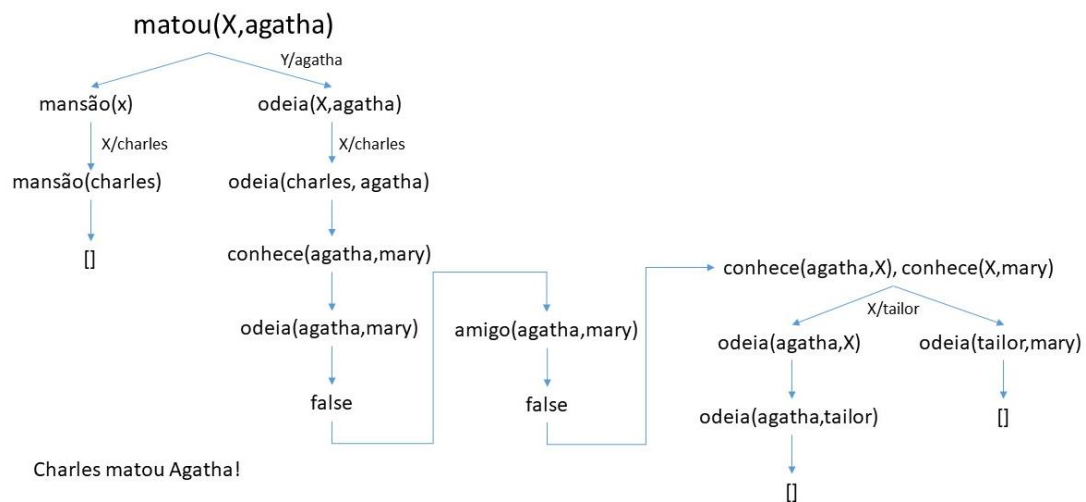 matou(X,agatha)
Y/agatha
mansão(x)
odeia(X,agatha)
X/charles
X/charles
mansão(charles)
odeia(charles, agatha)
[]
conhece(agatha,mary)
conhece(agatha,X), conhece(X,mary)
X/tailor
odeia(agatha,mary)
amigo(agatha,mary)
odeia(agatha,X)
odeia(tailor,mary)
false
false
odeia(agatha,tailor)
[]
Charles matou Agatha!
[]